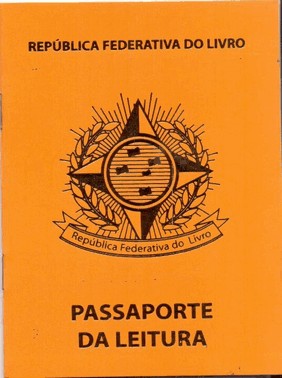 REPÚBLICA FEDERATIVA DO LIVRO
República Federativa do Livro
PASSAPORTE
DA LEITURA